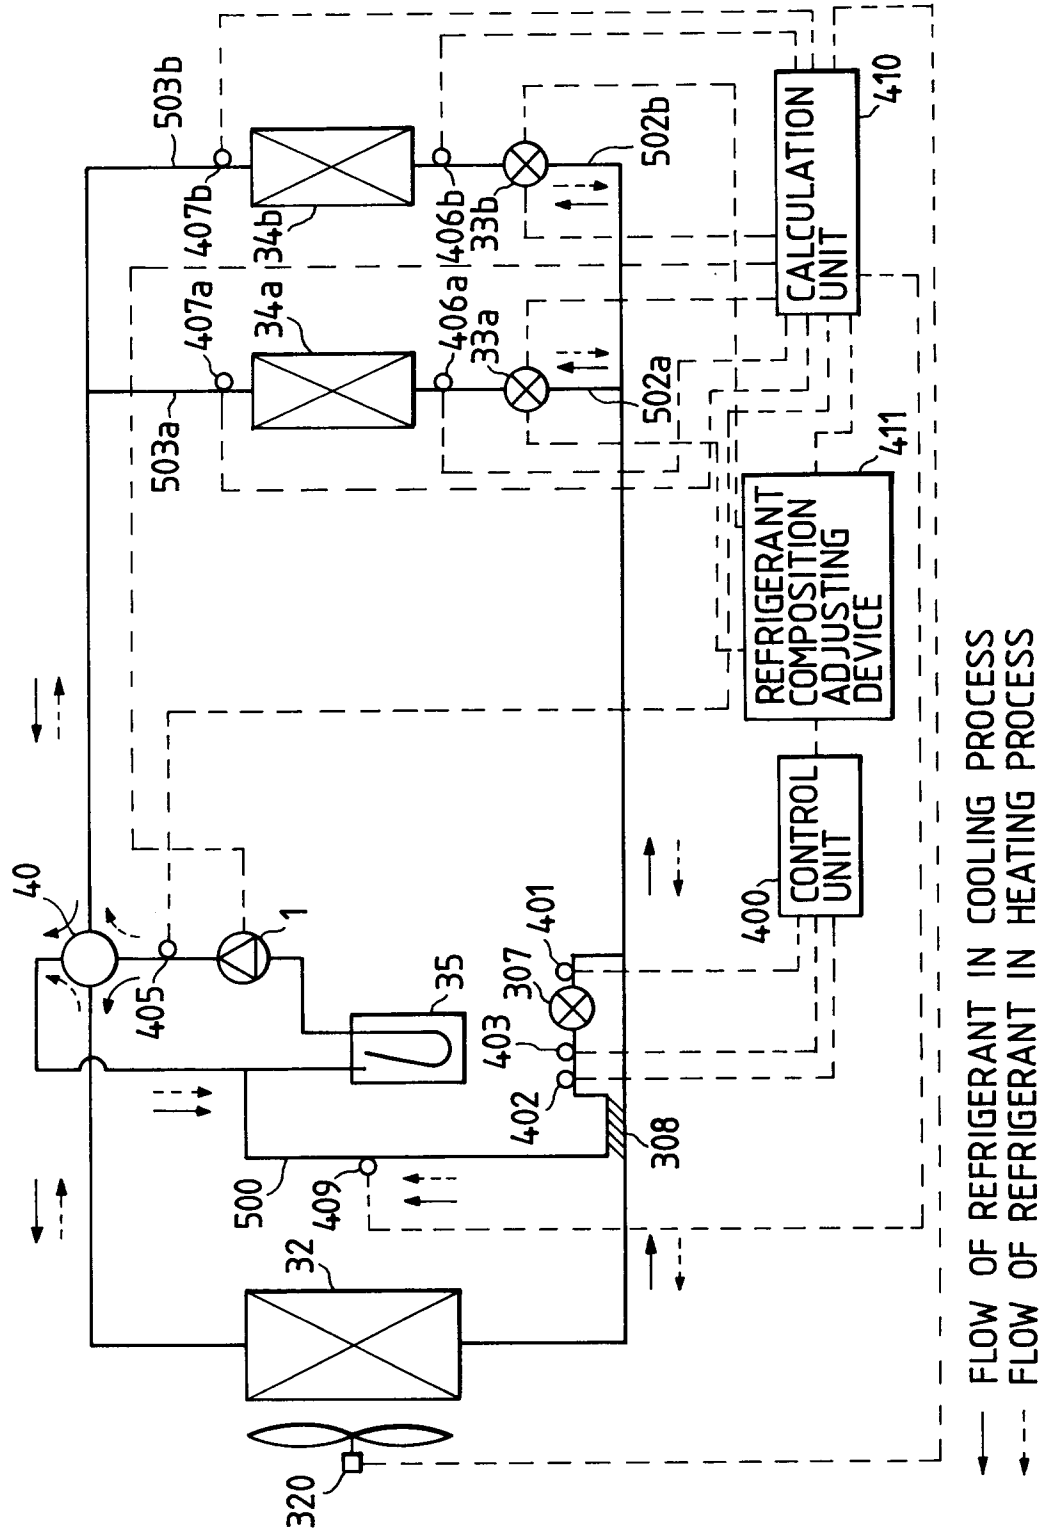 320
32
409
500
308
402
403
307
401
405
40
1
35
503a
407a
34a
406a
33a
502a
503b
407b
34b
406b
33b
502b
400
CONTROL
UNIT
REFRIGERANT
COMPOSITION
ADJUSTING
DEVICE
411
CALCULATION
UNIT
410
FLOW OF REFRIGERANT IN COOLING PROCESS
FLOW OF REFRIGERANT IN HEATING PROCESS